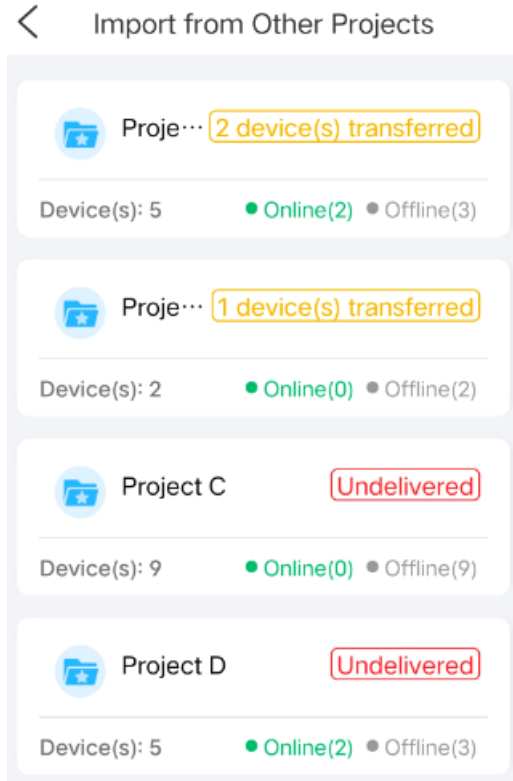 Import from Other Projects
Proje… 2 device(s) transferred
Device(s): 5 Online(2) Offline(3)
Proje… 1 device(s) transferred
Device(s): 2 Online(0) Offline(2)
Project C Undelivered
Device(s): 9 Online(0) Offline(9)
Project D Undelivered
Device(s): 5 Online(2) Offline(3)